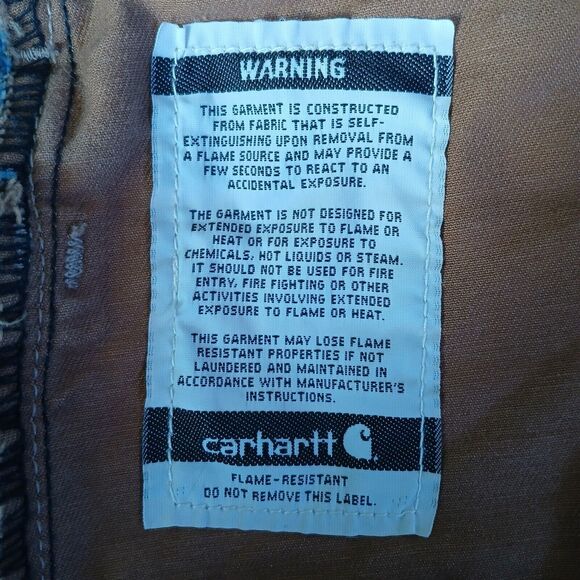 WARNING
THIS GARMENT IS CONSTRUCTED
FROM FABRIC THAT IS SELF-
EXTINGUISHING UPON REMOVAL FROM
A FLAME SOURCE AND MAY PROVIDE A
FEW SECONDS TO REACT TO AN
ACCIDENTAL EXPOSURE.
THE GARMENT IS NOT DESIGNED FOR
EXTENDED EXPOSURE TO FLAME OR
HEAT OR FOR EXPOSURE TO
CHEMICALS, HOT LIQUIDS OR STEAM.
IT SHOULD NOT BE USED FOR FIRE
ENTRY, FIRE FIGHTING OR OTHER
ACTIVITIES INVOLVING EXTENDED
EXPOSURE TO FLAME OR HEAT.
THIS GARMENT MAY LOSE FLAME
RESISTANT PROPERTIES IF NOT
LAUNDERED AND MAINTAINED IN
ACCORDANCE WITH MANUFACTURER'S
INSTRUCTIONS.
carhartt
FLAME-RESISTANT
DO NOT REMOVE THIS LABEL.